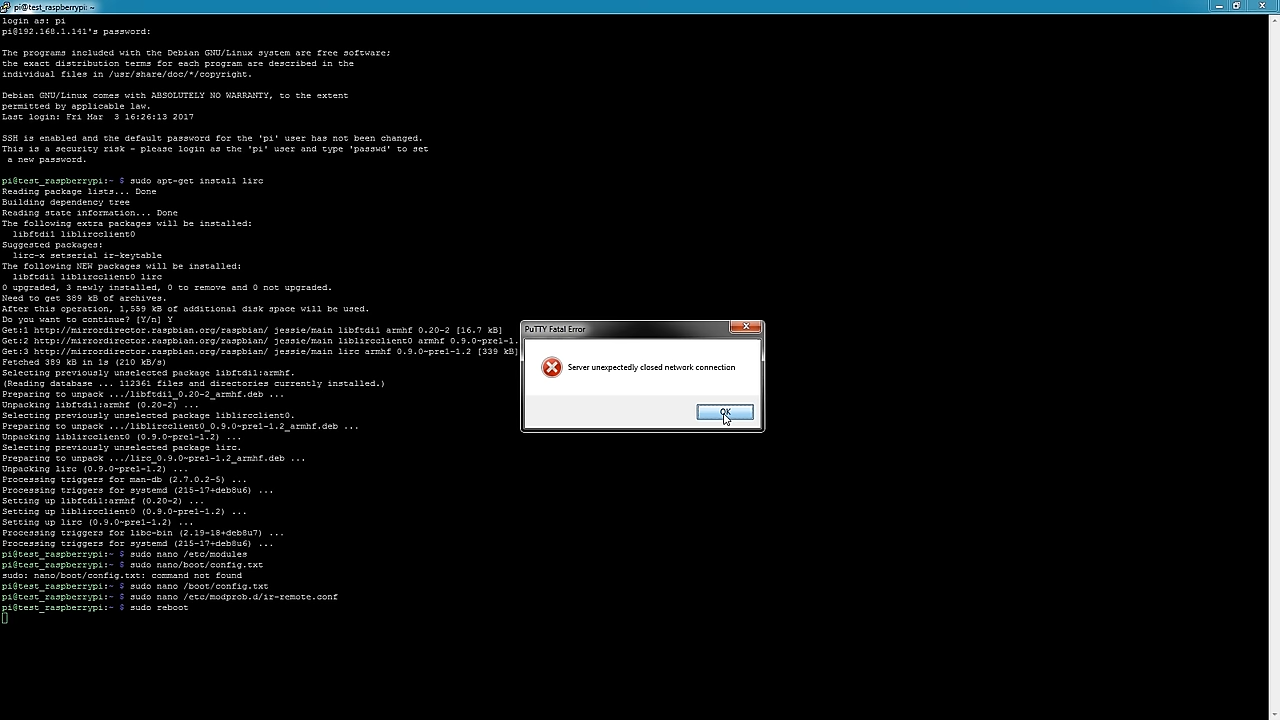 pi@test_raspberrypi: ~
login as: pi
pi@192.168.1.141's password:
The programs included with the Debian GNU/Linux system are free software;
the exact distribution terms for each program are described in the
individual files in /usr/share/doc/*/copyright.
Debian GNU/Linux comes with ABSOLUTELY NO WARRANTY, to the extent
permitted by applicable law.
Last login: Fri Mar  3 16:26:13 2017
SSH is enabled and the default password for the 'pi' user has not been changed.
This is a security risk - please login as the 'pi' user and type 'passwd' to set
 a new password.
pi@test_raspberrypi:~ $ sudo apt-get install lirc
Reading package lists... Done
Building dependency tree
Reading state information... Done
The following extra packages will be installed:
  libftdi1 liblircclient0
Suggested packages:
  lirc-x setserial ir-keytable
The following NEW packages will be installed:
  libftdi1 liblircclient0 lirc
0 upgraded, 3 newly installed, 0 to remove and 0 not upgraded.
Need to get 389 kB of archives.
After this operation, 1,559 kB of additional disk space will be used.
Do you want to continue? [Y/n] Y
Get:1 http://mirrordirector.raspbian.org/raspbian/ jessie/main libftdi1 armhf 0.20-2 [16.7 kB]
Get:2 http://mirrordirector.raspbian.org/raspbian/ jessie/main liblircclient0 armhf 0.9.0~pre1-1.
Get:3 http://mirrordirector.raspbian.org/raspbian/ jessie/main lirc armhf 0.9.0~pre1-1.2 [339 kB]
Fetched 389 kB in 1s (210 kB/s)
Selecting previously unselected package libftdi1:armhf.
(Reading database ... 112361 files and directories currently installed.)
Preparing to unpack .../libftdi1_0.20-2_armhf.deb ...
Unpacking libftdi1:armhf (0.20-2) ...
Selecting previously unselected package liblircclient0.
Preparing to unpack .../liblircclient0_0.9.0~pre1-1.2_armhf.deb ...
Unpacking liblircclient0 (0.9.0~pre1-1.2) ...
Selecting previously unselected package lirc.
Preparing to unpack .../lirc_0.9.0~pre1-1.2_armhf.deb ...
Unpacking lirc (0.9.0~pre1-1.2) ...
Processing triggers for man-db (2.7.0.2-5) ...
Processing triggers for systemd (215-17+deb8u6) ...
Setting up libftdi1:armhf (0.20-2) ...
Setting up liblircclient0 (0.9.0~pre1-1.2) ...
Setting up lirc (0.9.0~pre1-1.2) ...
Processing triggers for libc-bin (2.19-18+deb8u7) ...
Processing triggers for systemd (215-17+deb8u6) ...
pi@test_raspberrypi:~ $ sudo nano /etc/modules
pi@test_raspberrypi:~ $ sudo nano/boot/config.txt
sudo: nano/boot/config.txt: command not found
pi@test_raspberrypi:~ $ sudo nano /boot/config.txt
pi@test_raspberrypi:~ $ sudo nano /etc/modprob.d/ir-remote.conf
pi@test_raspberrypi:~ $ sudo reboot
PuTTY Fatal Error
Server unexpectedly closed network connection
OK